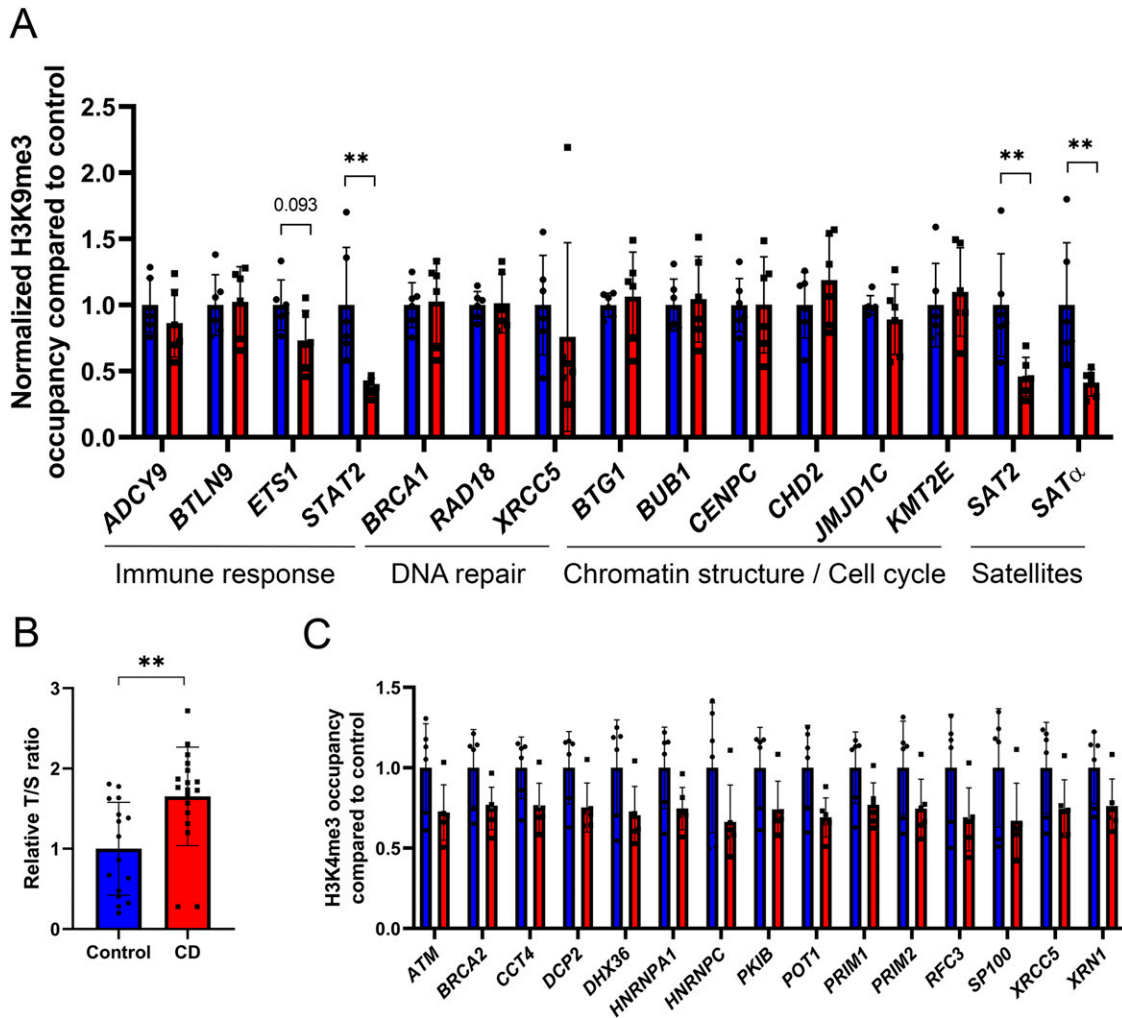 A
Normalized H3K9me3
occupancy compared to control
2.5
2.0
1.5
1.0
0.5
0.0
0.093
**
**
**
ADCY9
BTLN9
ETS1
STAT2
BRCA1
RAD18
XRCC5
BTG1
BUB1
CENPC
CHD2
JMJD1C
KMT2E
SAT2
SATα
Immune response
DNA repair
Chromatin structure / Cell cycle
Satellites
B
Relative T/S ratio
3
2
1
0
**
Control
CD
C
H3K4me3 occupancy
compared to control
1.5
1.0
0.5
0.0
ATM
BRCA2
CCT4
DCP2
DHX36
HNRNPA1
HNRNPC
PKIB
POT1
PRIM1
PRIM2
RFC3
SP100
XRCC5
XRN1